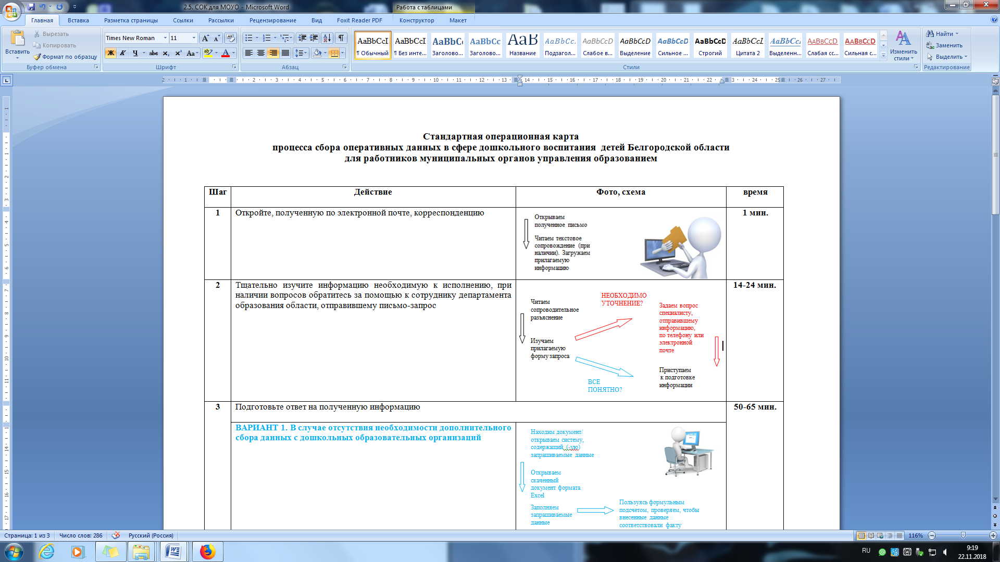 2.5. СОК для МОУО - Microsoft Word
Работа с таблицами
Главная Вставка Разметка страницы Ссылки Рассылки Рецензирование Вид Foxit Reader PDF Конструктор Макет
Вставить
Вырезать
Копировать
Формат по образцу
Буфер обмена
Times New Roman 11
Ж К Ч abc x₂ x² Aa
Шрифт
Абзац
AaBbCcI AaBbCcI AaBbC AaBbCc AaB AaBbCc. AaBbCcD AaBbCcD AaBbCcD AaBbCcD AaBbCcI AaBbCcI AaBbCcD AaBbCcD
¶ Обычный ¶ Без инте... Заголово... Заголово... Название Подзагол... Слабое в... Выделение Сильное ... Строгий Цитата 2 Выделенн... Слабая сс... Сильная с...
Стили
Изменить стили
Найти
Заменить
Выделить
Редактирование
Стандартная операционная карта
процесса сбора оперативных данных в сфере дошкольного воспитания детей Белгородской области
для работников муниципальных органов управления образованием
Шаг Действие Фото, схема время
1 Откройте, полученную по электронной почте, корреспонденцию
Открываем
полученное письмо
Читаем текстовое
сопровождение (при
наличии). Загружаем
прилагаемую
информацию
1 мин.
2 Тщательно изучите информацию необходимую к исполнению, при
наличии вопросов обратитесь за помощью к сотруднику департамента
образования области, отправившему письмо-запрос
Читаем
сопроводительное
разъяснение
Изучаем
прилагаемую
форму запроса
НЕОБХОДИМО
УТОЧНЕНИЕ?
ВСЕ
ПОНЯТНО?
Задаем вопрос
специалисту,
отправившему
информацию,
по телефону или
электронной
почте
Приступаем
к подготовке
информации
14-24 мин.
3 Подготовьте ответ на полученную информацию
50-65 мин.
ВАРИАНТ 1. В случае отсутствия необходимости дополнительного
сбора данных с дошкольных образовательных организаций
Находим документ/
открываем систему,
содержащий (-ую)
запрашиваемые данные
Открываем
скаченный
документ формата
Excel
Заполняем
запрашиваемые
данные
Пользуясь формульным
подсчетом, проверяем, чтобы
внесенные данные
соответствовали факту
Страница: 1 из 3 Число слов: 286 Русский (Россия) 116%
RU
9:19
22.11.2018